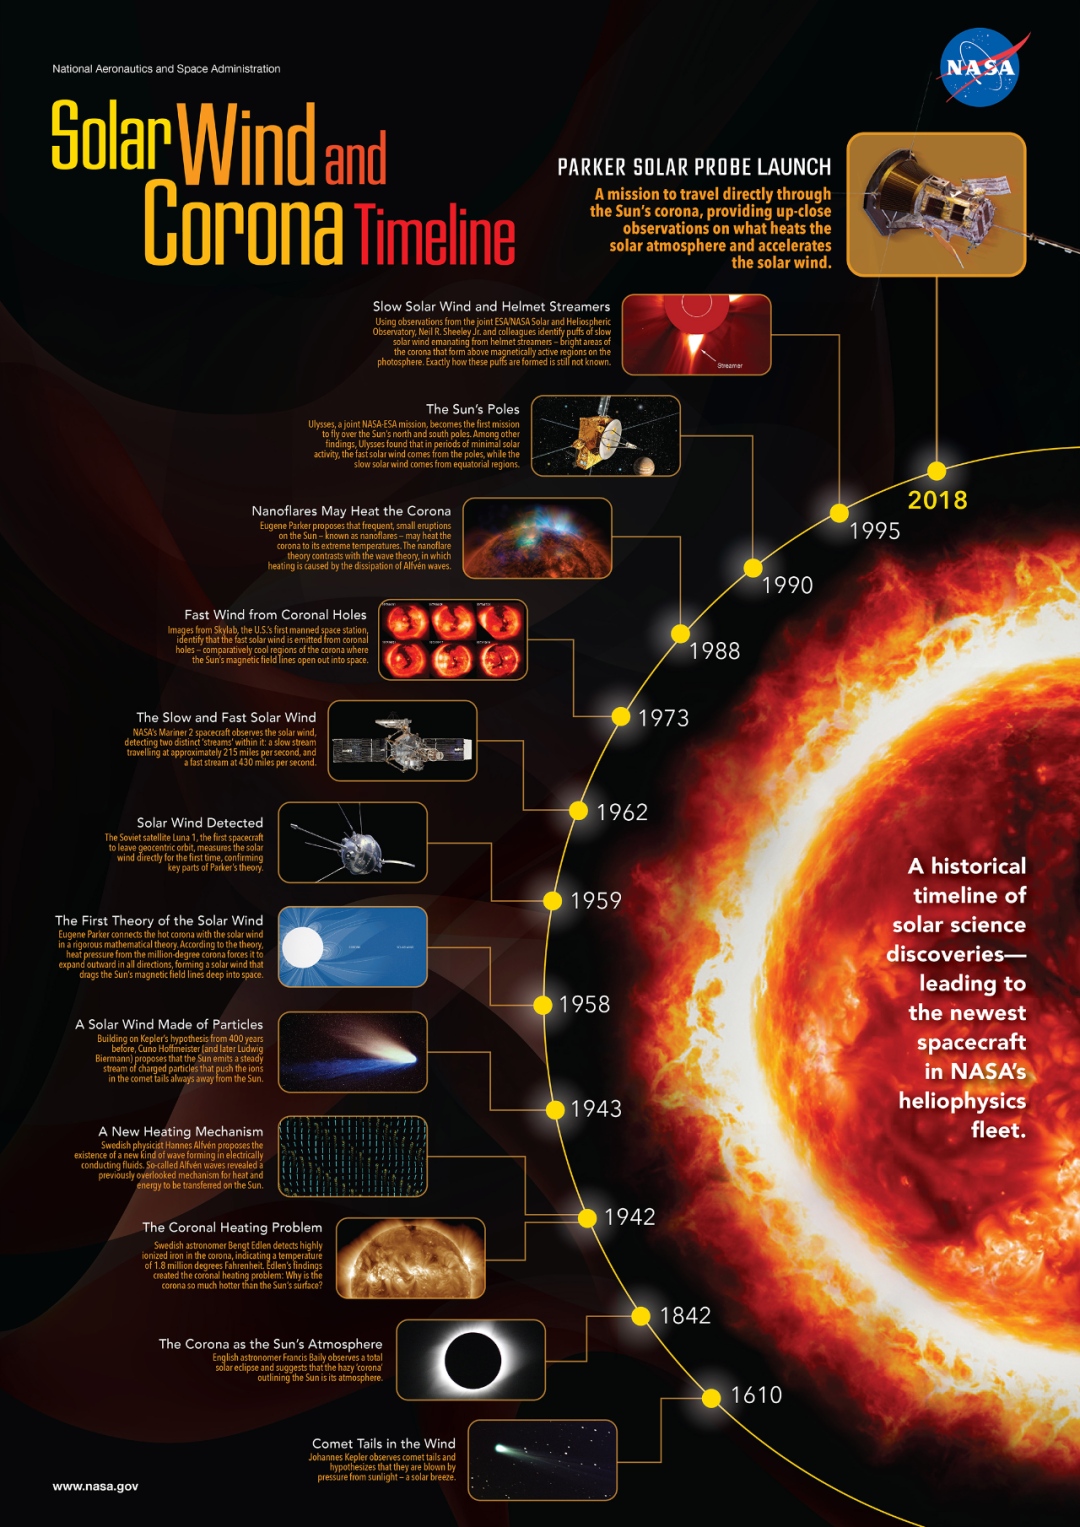 National Aeronautics and Space Administration
NASA
Solar Wind and
Corona Timeline
PARKER SOLAR PROBE LAUNCH
A mission to travel directly through
the Sun's corona, providing up-close
observations on what heats the
solar atmosphere and accelerates
the solar wind.
Slow Solar Wind and Helmet Streamers
Using observations from the joint ESA/NASA Solar and Heliospheric
Observatory, Neil R. Sheeley Jr. and colleagues identify puffs of slow
solar wind emanating from helmet streamers – bright areas of
the corona that form above magnetically active regions on the
photosphere. Exactly how these puffs are formed is still not known.
Streamer
The Sun's Poles
Ulysses, a joint NASA-ESA mission, becomes the first mission
to fly over the Sun's north and south poles. Among other
findings, Ulysses found that in periods of minimal solar
activity, the fast solar wind comes from the poles, while the
slow solar wind comes from equatorial regions.
2018
1995
Nanoflares May Heat the Corona
Eugene Parker proposes that frequent, small eruptions
on the Sun – known as nanoflares – may heat the
corona to its extreme temperatures. The nanoflare
theory contrasts with the wave theory, in which
heating is caused by the dissipation of Alfvén waves.
1990
Fast Wind from Coronal Holes
Images from Skylab, the U.S.'s first manned space station,
identify that the fast solar wind is emitted from coronal
holes – comparatively cool regions of the corona where
the Sun's magnetic field lines open out into space.
1988
The Slow and Fast Solar Wind
NASA's Mariner 2 spacecraft observes the solar wind,
detecting two distinct 'streams' within it: a slow stream
travelling at approximately 215 miles per second, and
a fast stream at 430 miles per second.
1973
Solar Wind Detected
The Soviet satellite Luna 1, the first spacecraft
to leave geocentric orbit, measures the solar
wind directly for the first time, confirming
key parts of Parker's theory.
1962
The First Theory of the Solar Wind
Eugene Parker connects the hot corona with the solar wind
in a rigorous mathematical theory. According to the theory,
heat pressure from the million-degree corona forces it to
expand outward in all directions, forming a solar wind that
drags the Sun's magnetic field lines deep into space.
1959
A historical
timeline of
solar science
discoveries—
leading to
the newest
spacecraft
in NASA's
heliophysics
fleet.
1958
A Solar Wind Made of Particles
Building on Kepler's hypothesis from 400 years
before, Cuno Hoffmeister (and later Ludwig
Biermann) proposes that the Sun emits a steady
stream of charged particles that push the ions
in the comet tails always away from the Sun.
1943
A New Heating Mechanism
Swedish physicist Hannes Alfvén proposes the
existence of a new kind of wave forming in electrically
conducting fluids. So-called Alfvén waves revealed a
previously overlooked mechanism for heat and
energy to be transferred on the Sun.
1942
The Coronal Heating Problem
Swedish astronomer Bengt Edlen detects highly
ionized iron in the corona, indicating a temperature
of 1.8 million degrees Fahrenheit. Edlen's findings
created the coronal heating problem: Why is the
corona so much hotter than the Sun's surface?
1842
The Corona as the Sun's Atmosphere
English astronomer Francis Baily observes a total
solar eclipse and suggests that the hazy 'corona'
outlining the Sun is its atmosphere.
1610
Comet Tails in the Wind
Johannes Kepler observes comet tails and
hypothesizes that they are blown by
pressure from sunlight – a solar breeze.
www.nasa.gov